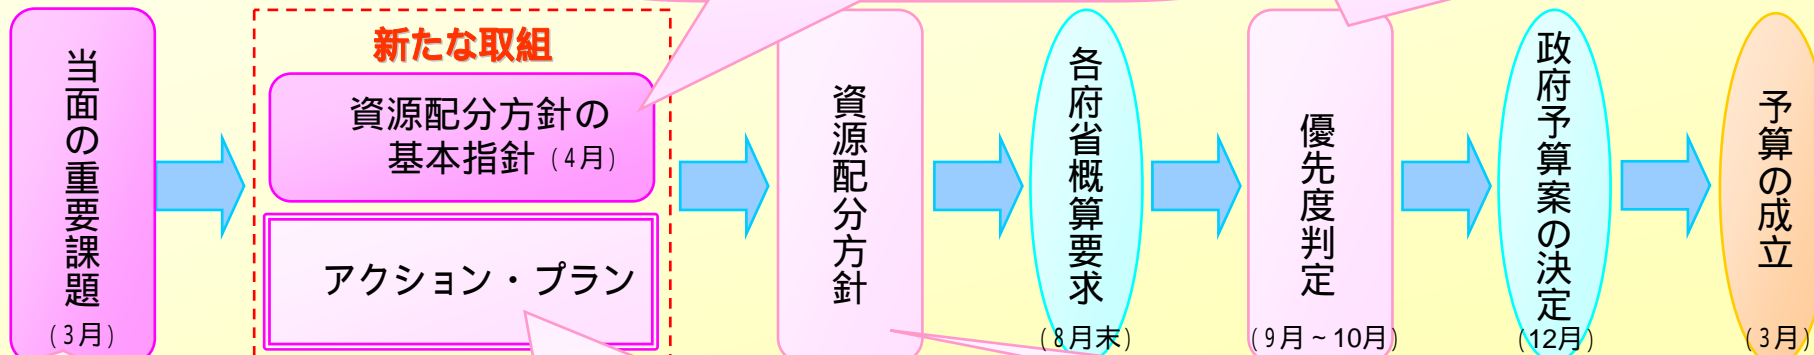 当面の重要課題
(3月)
新たな取組
資源配分方針の
基本指針(4月)
アクション・プラン
資源配分方針
各府省概算要求
(8月末)
優先度判定
(9月~10月)
政府予算案の決定
(12月)
予算の成立
(3月)